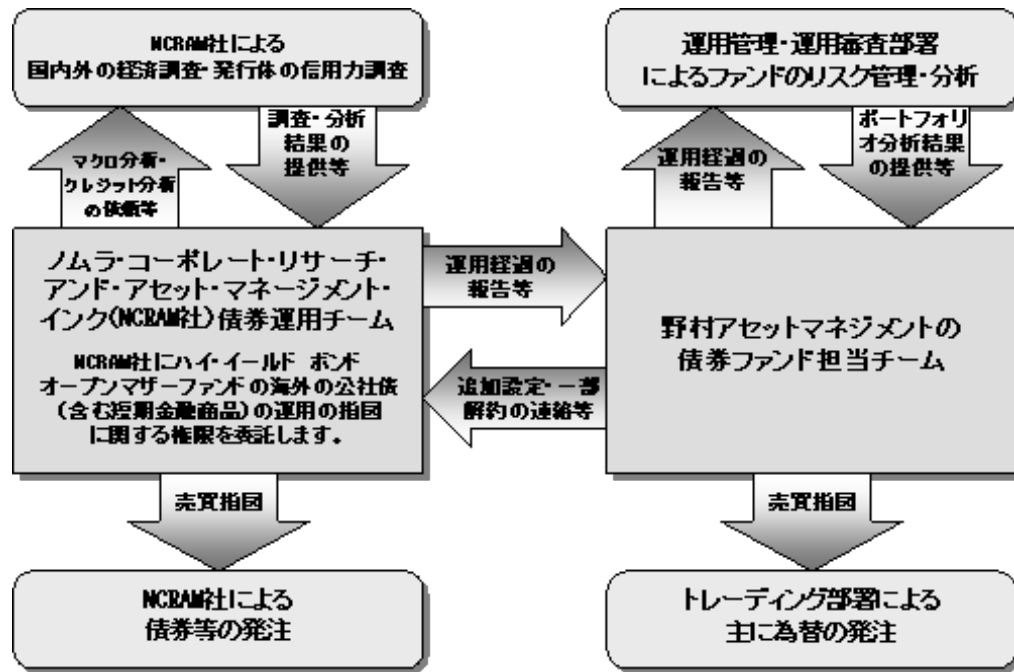 NCRAM社による
国内外の経済調査・発行体の信用力調査
運用管理・運用審査部署
によるファンドのリスク管理・分析
マクロ分析・
クレジット分析
の依頼等
調査・分析
結果の
提供等
運用経過の
報告等
ポートフォリ
オ分析結果
の提供等
ノムラ・コーポレート・リサーチ・
アンド・アセット・マネージメント・
インク(NCRAM社)債券運用チーム
NCRAM社にハイ・イールド ボンド
オープンマザーファンドの海外の公社債
(含む短期金融商品)の運用の指図
に関する権限を委託します。
運用経過の
報告等
追加設定・一部
解約の連絡等
野村アセットマネジメントの
債券ファンド担当チーム
売買指図
売買指図
NCRAM社による
債券等の発注
トレーディング部署による
主に為替の発注